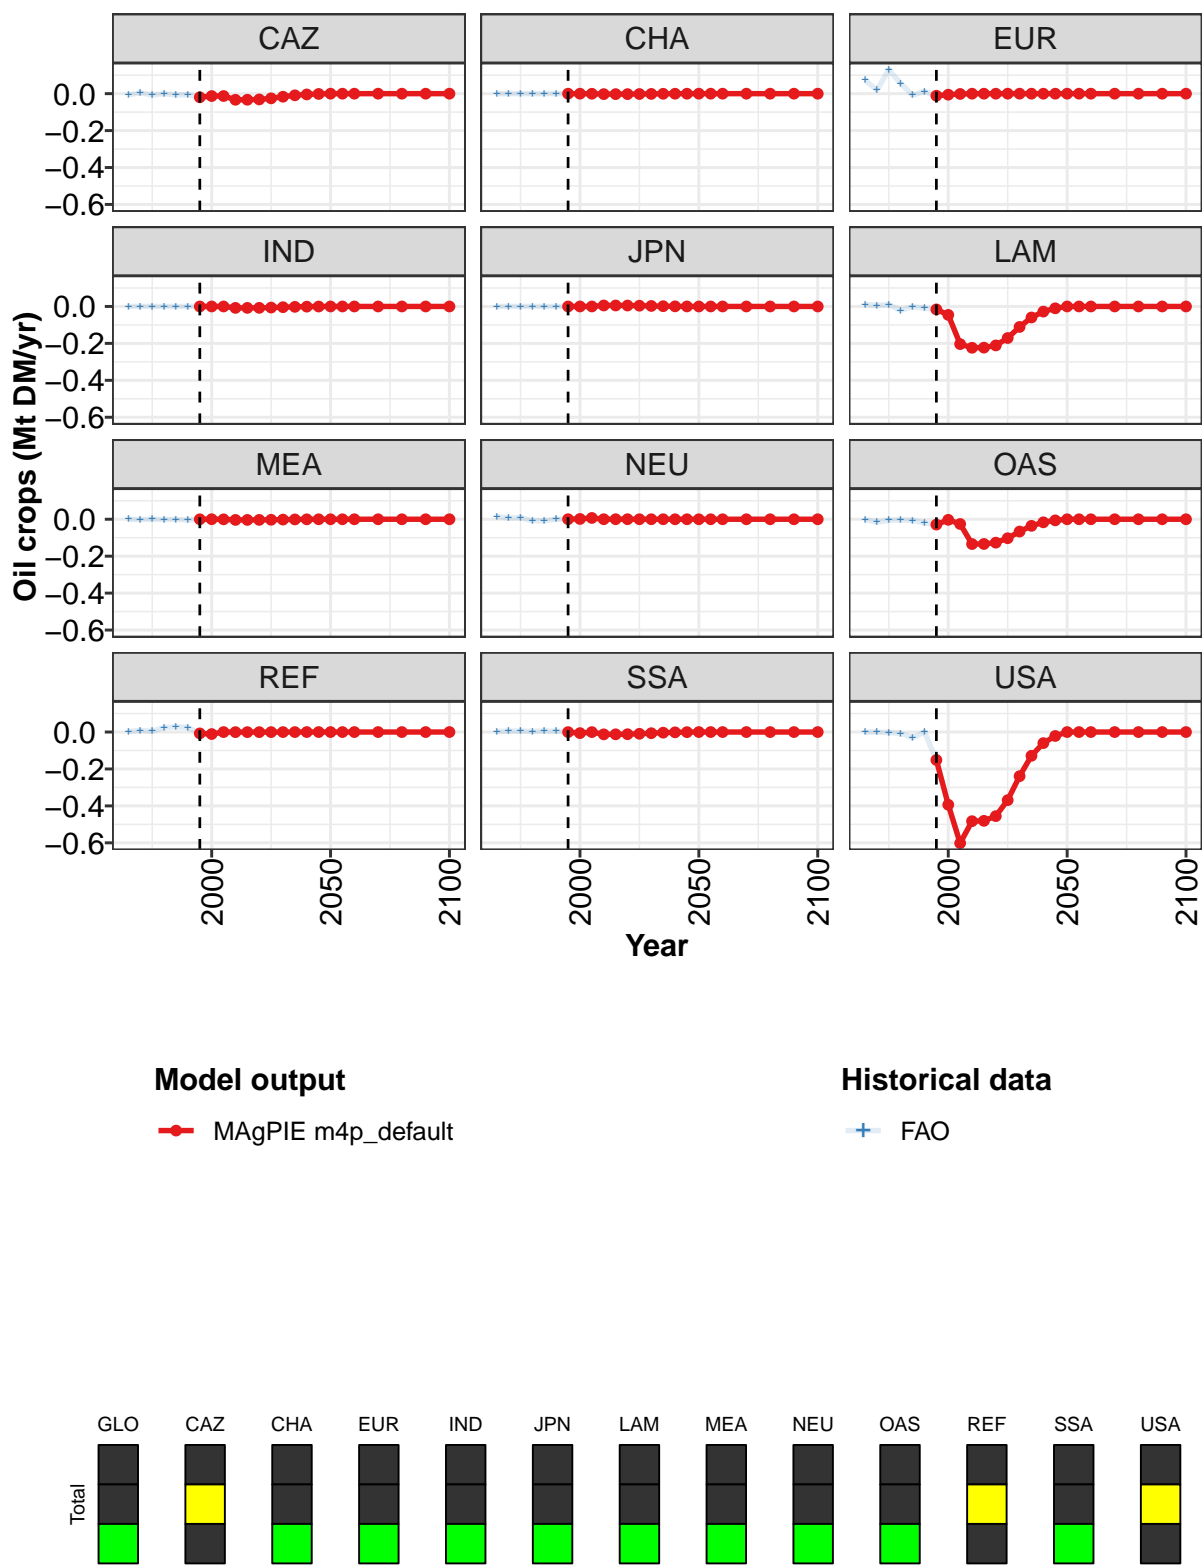 CAZ CHA EUR
0.0
−0.2
−0.4
−0.6
IND JPN LAM
0.0
−0.2
−0.4
−0.6
MEA NEU OAS
0.0
−0.2
−0.4
−0.6
REF SSA USA
0.0
−0.2
−0.4
−0.6
Oil crops (Mt DM/yr)
2000 2050 2100 2000 2050 2100 2000 2050 2100
Year
Model output Historical data
MAgPIE m4p_default FAO
GLO CAZ CHA EUR IND JPN LAM MEA NEU OAS REF SSA USA
Total